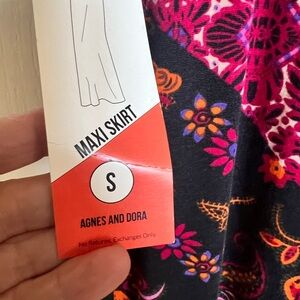 MAXI SKIRT
S
AGNES AND DORA
No Returns, Exchanges Only